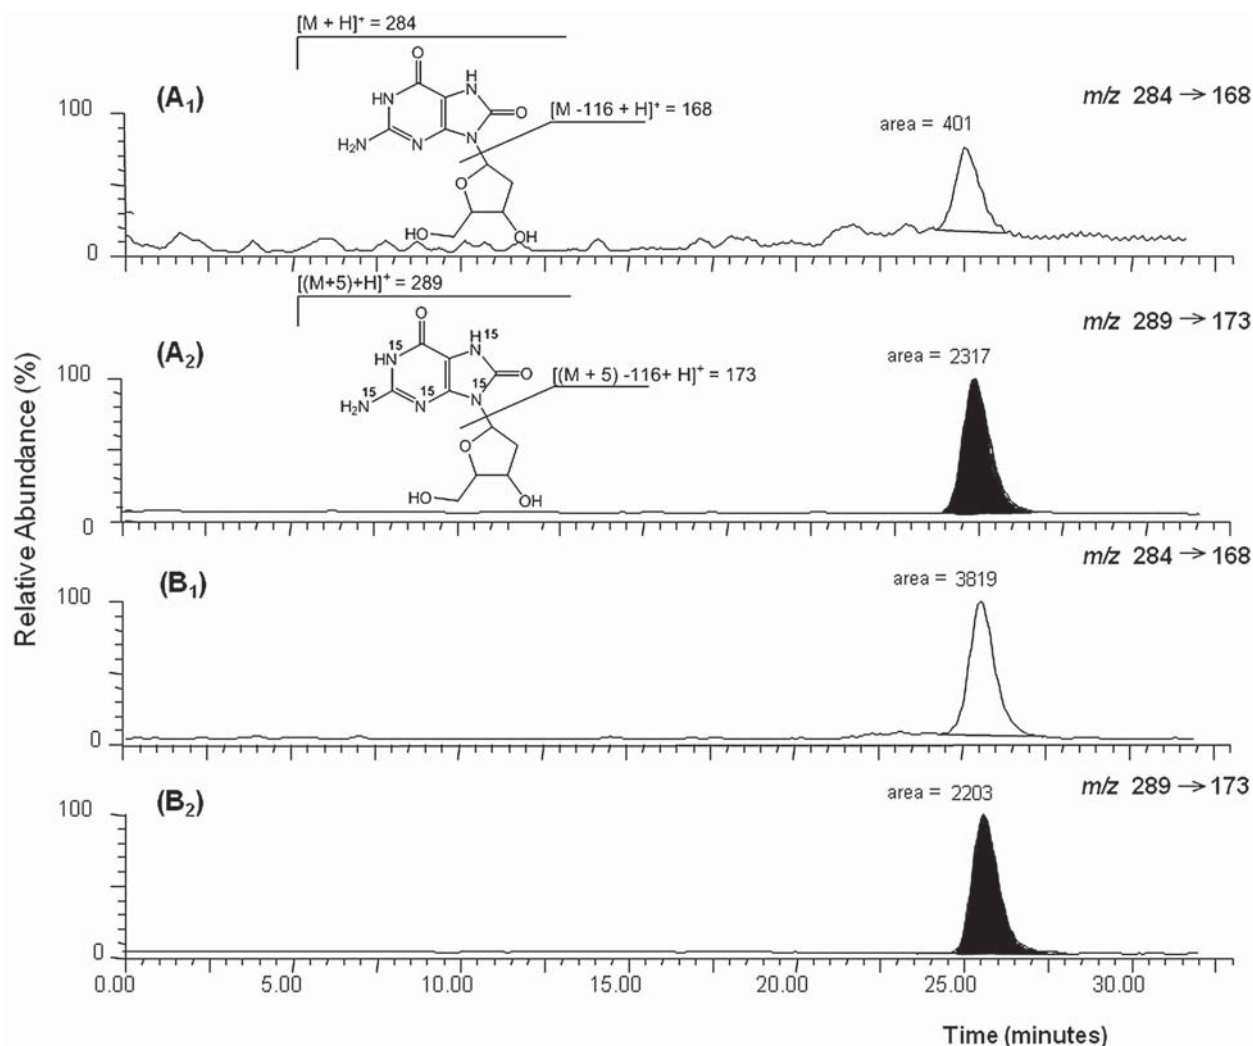 [M + H]⁺ = 284
O
H
N
HN
O
[M -116 + H]⁺ = 168
H₂N
N
N
O
HO
OH
(A₁)
m/z 284 → 168
area = 401
100
0
[(M+5)+H]⁺ = 289
O
H 15
N
15
HN
O
15
[(M + 5) -116+ H]⁺ = 173
15
H₂N
15
N
N
O
HO
OH
(A₂)
m/z 289 → 173
area = 2317
100
0
Relative Abundance (%)
(B₁)
m/z 284 → 168
area = 3819
100
0
(B₂)
m/z 289 → 173
area = 2203
100
0
0.00 5.00 10.00 15.00 20.00 25.00 30.00
Time (minutes)